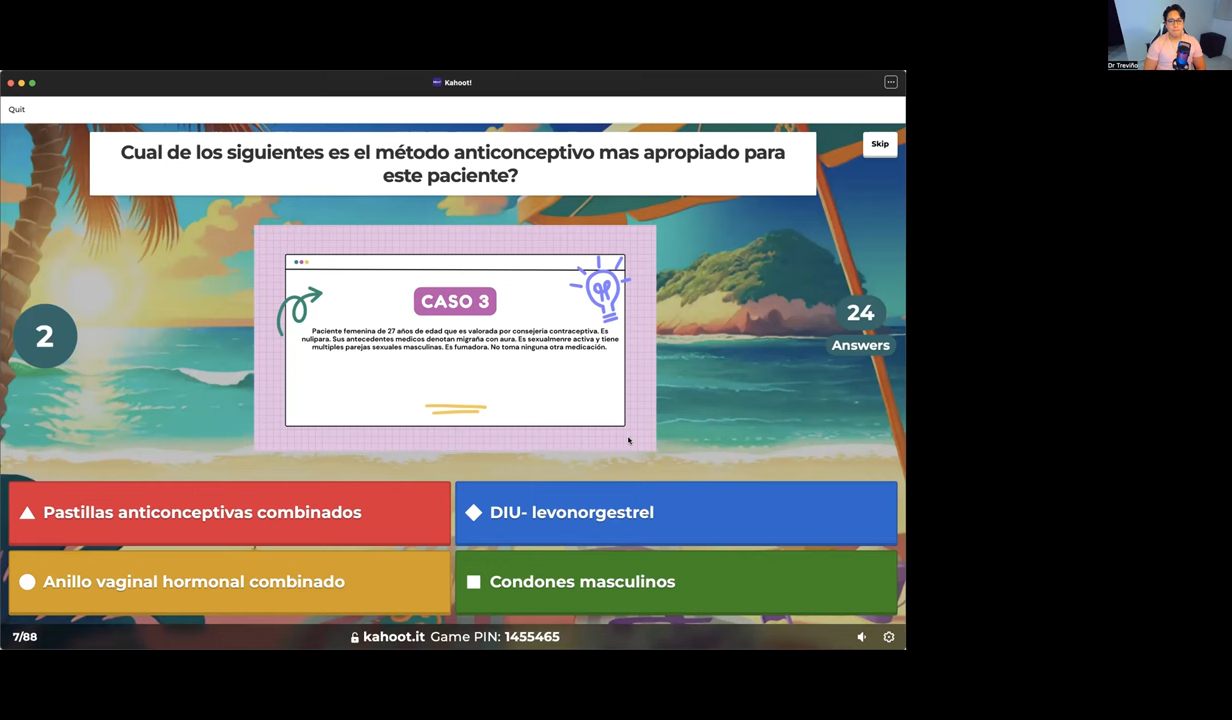 Dr Treviño
Kahoot!
Quit
Cual de los siguientes es el método anticonceptivo mas apropiado para
este paciente?
Skip
CASO 3
Paciente femenina de 27 años de edad que es valorada por consejeria contraceptiva. Es
nulipara. Sus antecedentes medicos denotan migraña con aura. Es sexualmenre activa y tiene
multiples parejas sexuales masculinas. Es fumadora. No toma ninguna otra medicación.
2
24
Answers
Pastillas anticonceptivas combinados
DIU- levonorgestrel
Anillo vaginal hormonal combinado
Condones masculinos
7/88
kahoot.it Game PIN: 1455465